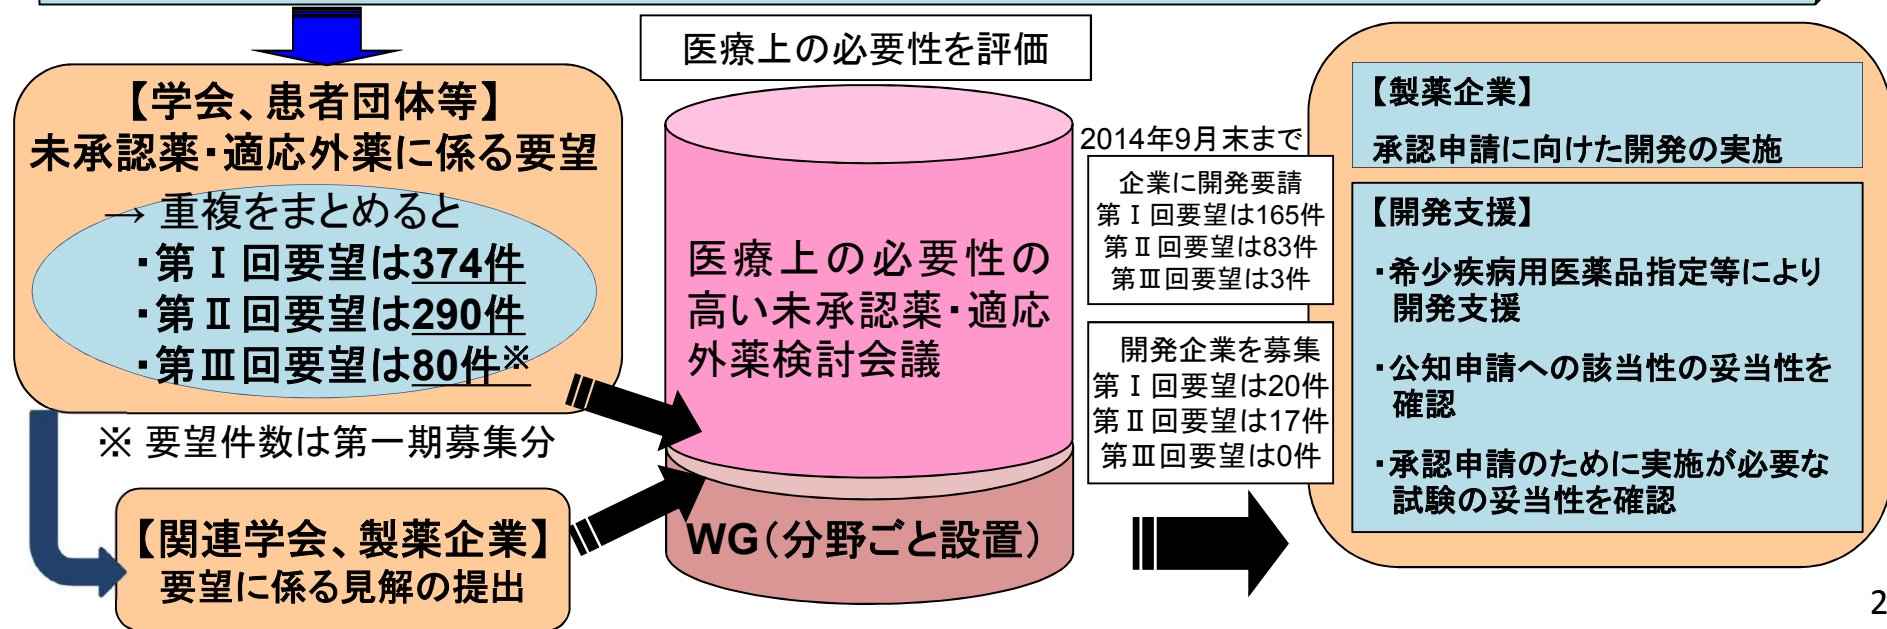 【学会、患者団体等】
未承認薬・適応外薬に係る要望
→ 重複をまとめると
・第Ⅰ回要望は374件
・第Ⅱ回要望は290件
・第Ⅲ回要望は80件※
※ 要望件数は第一期募集分
【関連学会、製薬企業】
要望に係る見解の提出
医療上の必要性を評価
医療上の必要性の
高い未承認薬・適応
外薬検討会議
WG（分野ごと設置）
2014年9月末まで
企業に開発要請
第Ⅰ回要望は165件
第Ⅱ回要望は83件
第Ⅲ回要望は3件
開発企業を募集
第Ⅰ回要望は20件
第Ⅱ回要望は17件
第Ⅲ回要望は0件
【製薬企業】
承認申請に向けた開発の実施
【開発支援】
・希少疾病用医薬品指定等により
開発支援
・公知申請への該当性の妥当性を
確認
・承認申請のために実施が必要な
試験の妥当性を確認
2